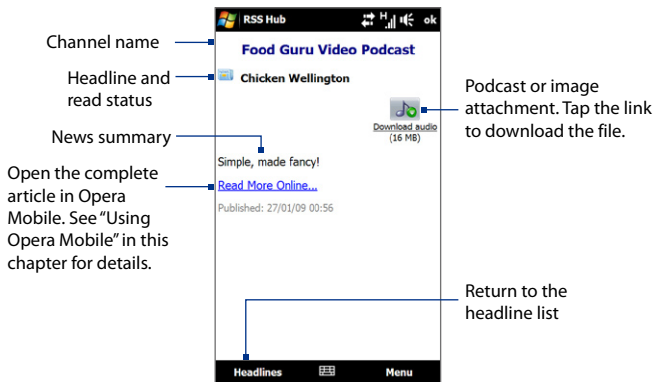 RSS Hub
H
ok
Channel name
Food Guru Video Podcast
Headline and
read status
Chicken Wellington
Podcast or image
attachment. Tap the link
to download the file.
Download audio
(16 MB)
News summary
Simple, made fancy!
Open the complete
article in Opera
Mobile. See “Using
Opera Mobile” in this
chapter for details.
Read More Online...
Published: 27/01/09 00:56
Return to the
headline list
Headlines
Menu